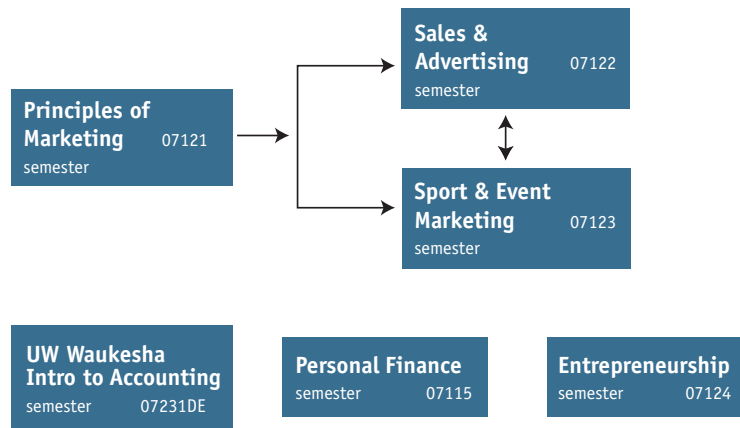 Principles of
Marketing 07121
semester
Sales &
Advertising 07122
semester
Sport & Event
Marketing 07123
semester
UW Waukesha
Intro to Accounting
semester 07231DE
Personal Finance
semester 07115
Entrepreneurship
semester 07124